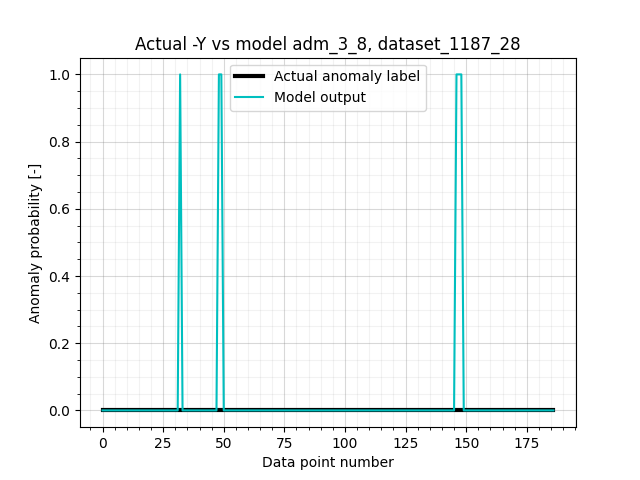 Actual -Y vs model adm_3_8, dataset_1187_28
Actual anomaly label
Model output
Anomaly probability [-]
1.0
0.8
0.6
0.4
0.2
0.0
0 25 50 75 100 125 150 175
Data point number